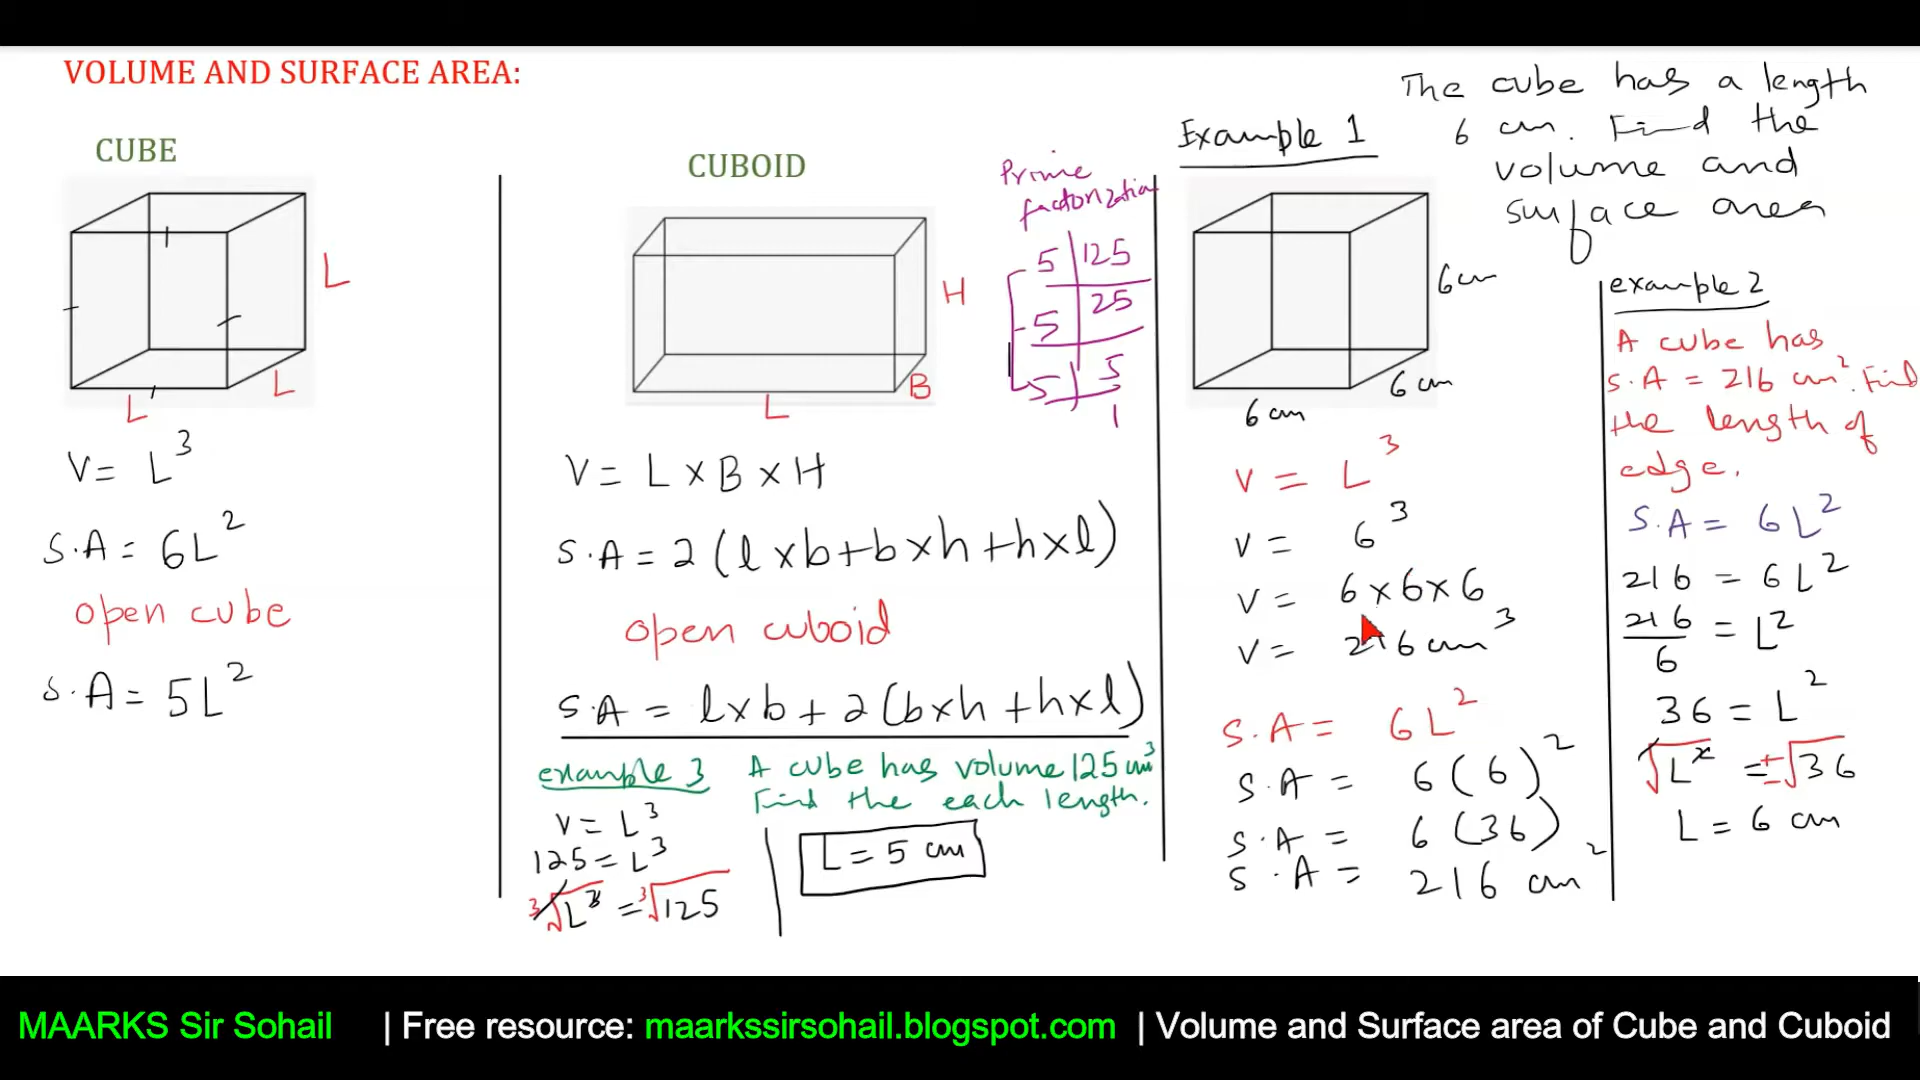 VOLUME AND SURFACE AREA:
CUBE
L
L
L
V = L³
S.A = 6L²
open cube
S.A = 5L²
CUBOID
H
B
L
V = L × B × H
S.A = 2 (l × b + b × h + h × l)
open cuboid
S.A = l × b + 2 (b × h + h × l)
Prime
factorization
5 | 125
5 | 25
5 | 5
1
example 3 A cube has volume 125 cm³
Find the each length.
V = L³
125 = L³
³√L³ = ³√125
L = 5 cm
Example 1
The cube has a length
6 cm. Find the
volume and
surface area
6 cm
6 cm
6 cm
V = L³
V = 6³
V = 6 × 6 × 6
V = 216 cm³
S.A = 6L²
S.A = 6 (6)²
S.A = 6 (36)
S.A = 216 cm²
example 2
A cube has
S.A = 216 cm². Find
the length of
edge.
S.A = 6L²
216 = 6L²
216/6 = L²
36 = L²
√L² = ±√36
L = 6 cm
MAARKS Sir Sohail | Free resource: maarkssirsohail.blogspot.com | Volume and Surface area of Cube and Cuboid